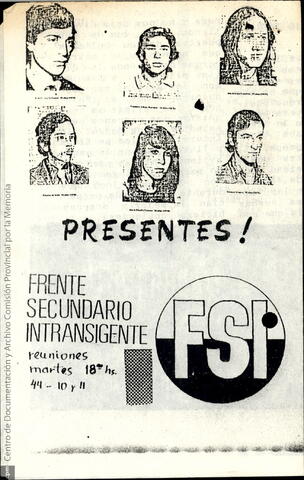 PRESENTES!
FRENTE
SECUNDARIO
INTRANSIGENTE
reuniones
martes 18 hs.
44 - 10 y 11
FSI
Centro de Documentación y Archivo Comisión Provincial por la Memoria